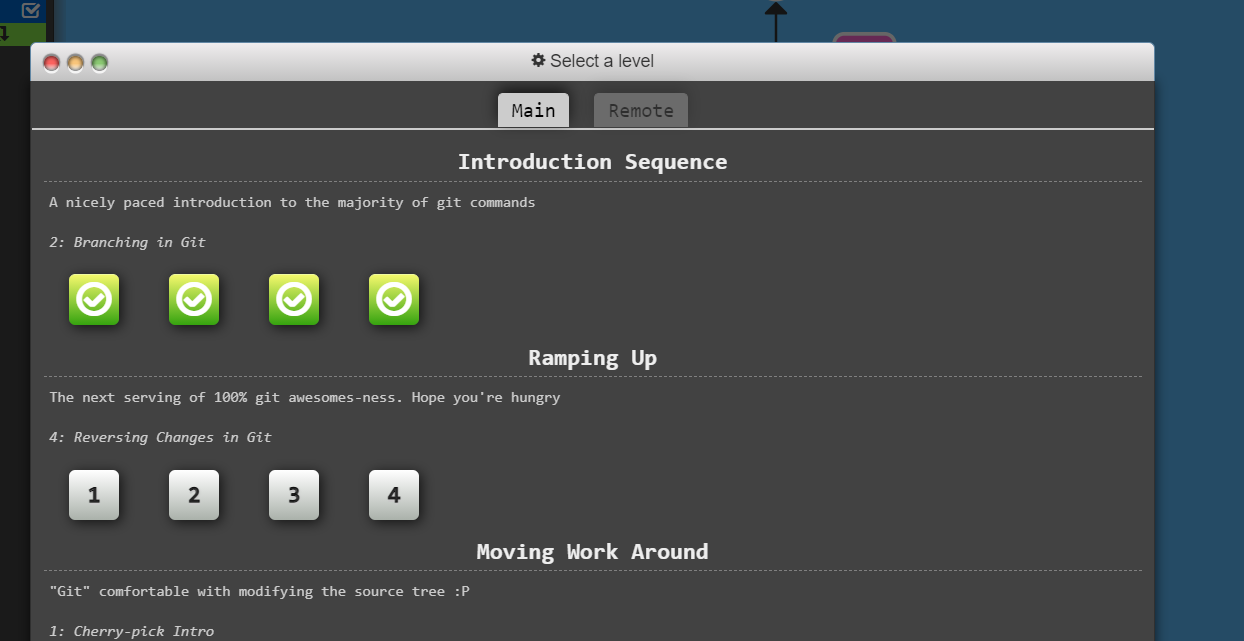 Select a level
Main Remote
Introduction Sequence
A nicely paced introduction to the majority of git commands
2: Branching in Git
Ramping Up
The next serving of 100% git awesomes-ness. Hope you're hungry
4: Reversing Changes in Git
1 2 3 4
Moving Work Around
"Git" comfortable with modifying the source tree :P
1: Cherry-pick Intro